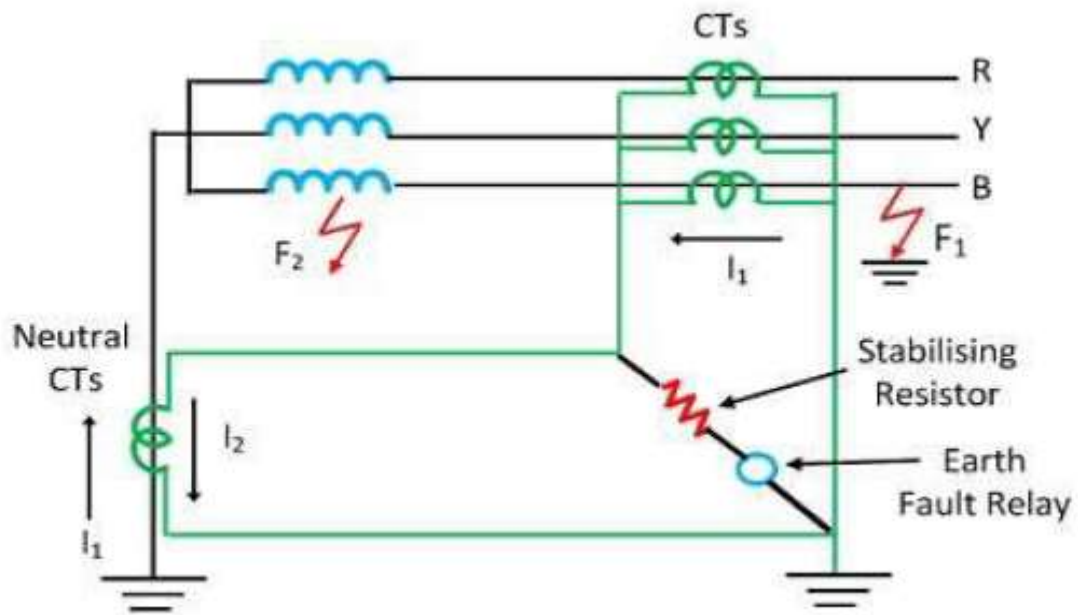 CTs
R
Y
B
F₂
F₁
I₁
Neutral
CTs
Stabilising
Resistor
I₂
Earth
Fault Relay
I₁